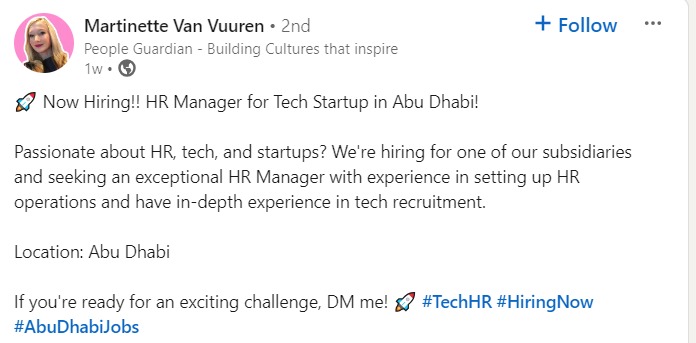 Martinette Van Vuuren • 2nd
+ Follow
...
People Guardian - Building Cultures that inspire
1w •
🚀 Now Hiring!! HR Manager for Tech Startup in Abu Dhabi!
Passionate about HR, tech, and startups? We're hiring for one of our subsidiaries
and seeking an exceptional HR Manager with experience in setting up HR
operations and have in-depth experience in tech recruitment.
Location: Abu Dhabi
If you're ready for an exciting challenge, DM me! 🚀 #TechHR #HiringNow
#AbuDhabiJobs